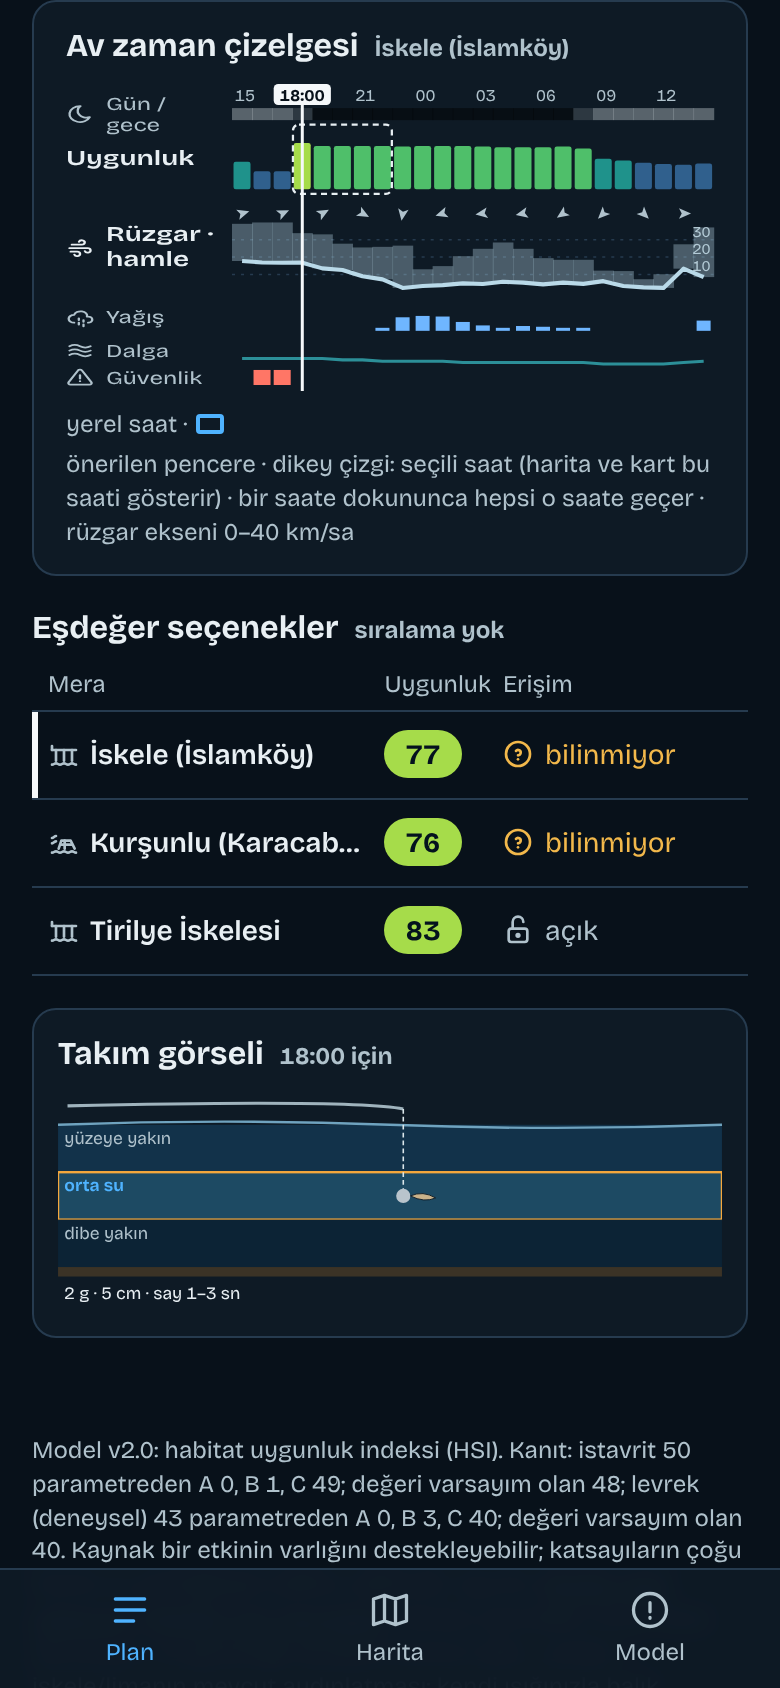 Av zaman çizelgesi İskele (İslamköy)
15 18:00 21 00 03 06 09 12
Gün /
gece
Uygunluk
Rüzgar ·
hamle
30
20
10
Yağış
Dalga
Güvenlik
yerel saat ·
önerilen pencere · dikey çizgi: seçili saat (harita ve kart bu
saati gösterir) · bir saate dokununca hepsi o saate geçer ·
rüzgar ekseni 0–40 km/sa
Eşdeğer seçenekler sıralama yok
Mera Uygunluk Erişim
İskele (İslamköy) 77 bilinmiyor
Kurşunlu (Karacab... 76 bilinmiyor
Tirilye İskelesi 83 açık
Takım görseli 18:00 için
yüzeye yakın
orta su
dibe yakın
2 g · 5 cm · say 1–3 sn
Model v2.0: habitat uygunluk indeksi (HSI). Kanıt: istavrit 50
parametreden A 0, B 1, C 49; değeri varsayım olan 48; levrek
(deneysel) 43 parametreden A 0, B 3, C 40; değeri varsayım olan
40. Kaynak bir etkinin varlığını destekleyebilir; katsayıların çoğu
Plan Harita Model